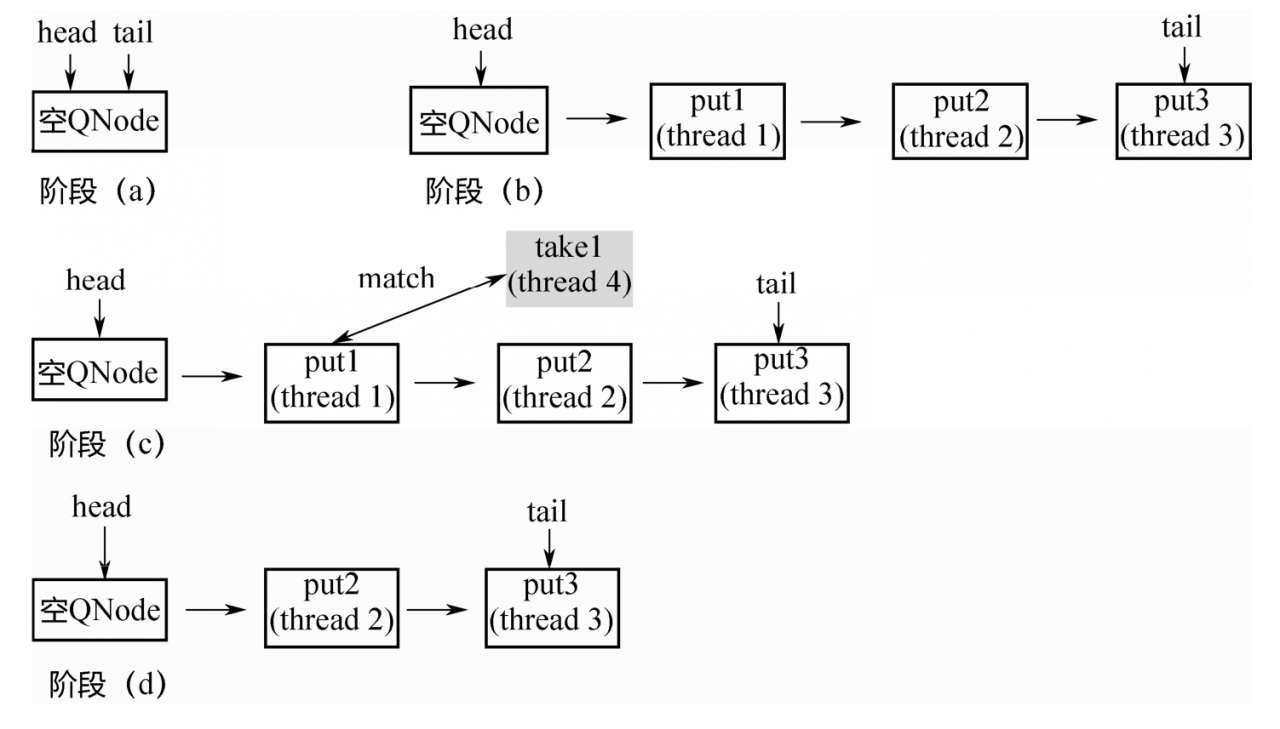 head tail
空QNode
阶段（a）
head
空QNode
put1
(thread 1)
put2
(thread 2)
tail
put3
(thread 3)
阶段（b）
head
空QNode
match
take1
(thread 4)
put1
(thread 1)
put2
(thread 2)
tail
put3
(thread 3)
阶段（c）
head
空QNode
put2
(thread 2)
tail
put3
(thread 3)
阶段（d）